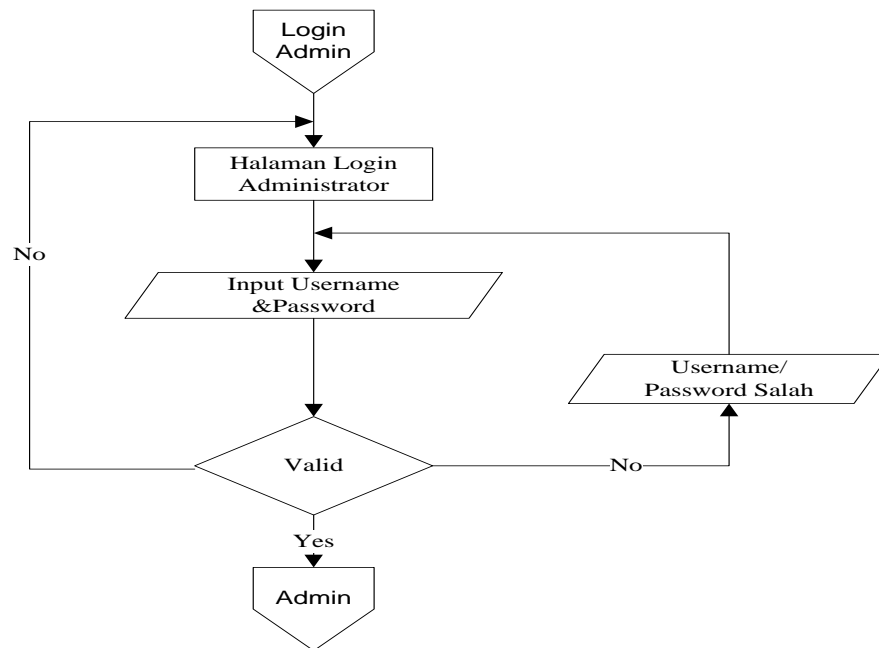 Login
Admin
Halaman Login
Administrator
No
Input Username
&Password
Username/
Password Salah
Valid
No
Yes
Admin